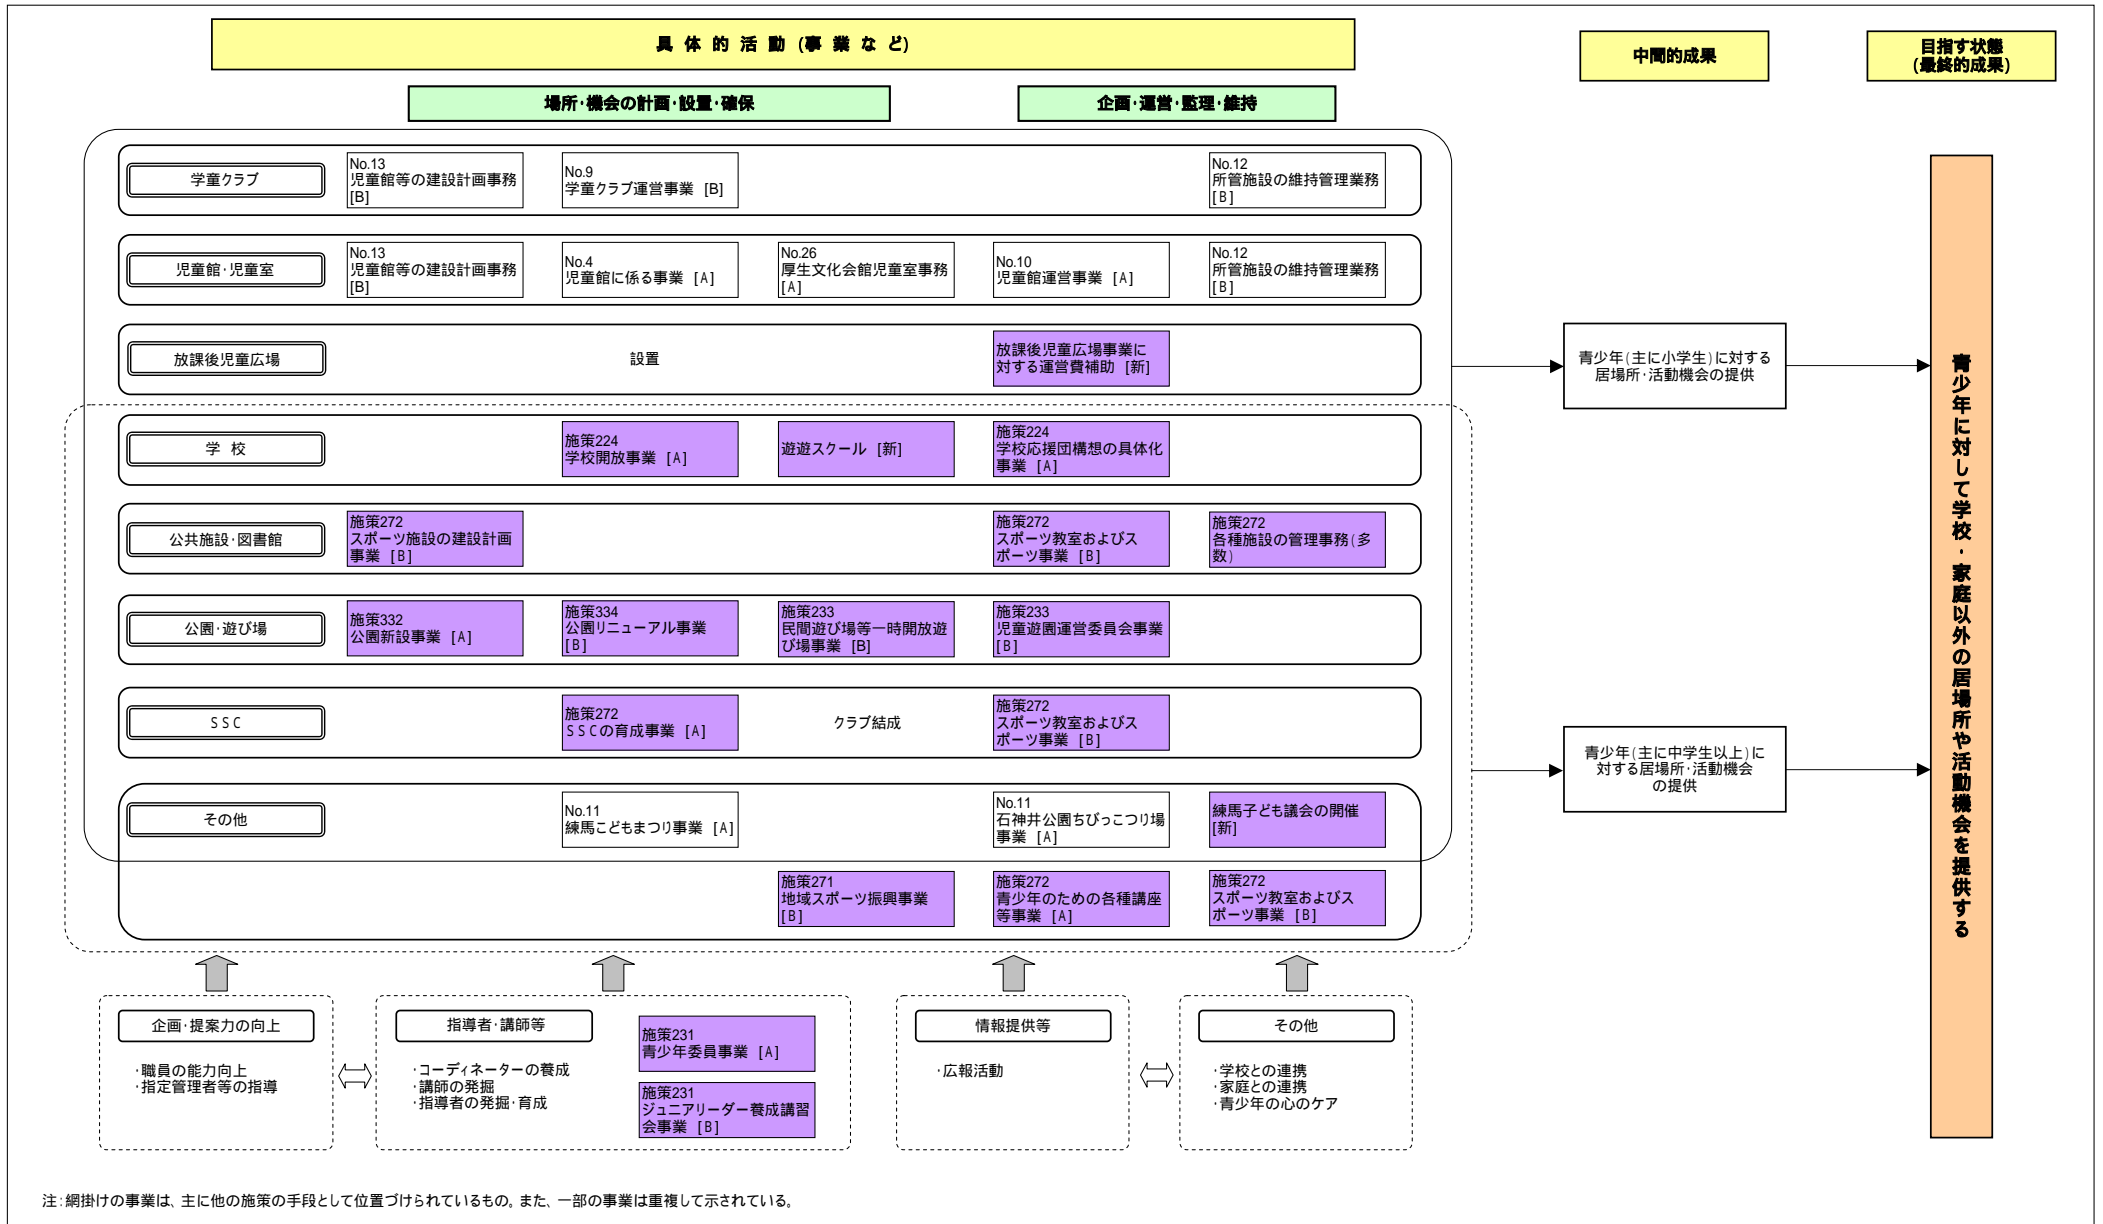 具体的活動(事業など)
中間的成果
目指す状態
(最終的成果)
場所・機会の計画・設置・確保
企画・運営・監理・維持
学童クラブ
No.13
児童館等の建設計画事務
[B]
No.9
学童クラブ運営事業 [B]
No.12
所管施設の維持管理業務
[B]
児童館・児童室
No.13
児童館等の建設計画事務
[B]
No.4
児童館に係る事業 [A]
No.26
厚生文化会館児童室事務
[A]
No.10
児童館運営事業 [A]
No.12
所管施設の維持管理業務
[B]
放課後児童広場
設置
放課後児童広場事業に
対する運営費補助 [新]
青少年(主に小学生)に対する
居場所・活動機会の提供
学 校
施策224
学校開放事業 [A]
遊遊スクール [新]
施策224
学校応援団構想の具体化
事業 [A]
公共施設・図書館
施策272
スポーツ施設の建設計画
事業 [B]
施策272
スポーツ教室およびス
ポーツ事業 [B]
施策272
各種施設の管理事務(多
数)
公園・遊び場
施策332
公園新設事業 [A]
施策334
公園リニューアル事業
[B]
施策233
民間遊び場等一時開放遊
び場事業 [B]
施策233
児童遊園運営委員会事業
[B]
SSC
施策272
SSCの育成事業 [A]
クラブ結成
施策272
スポーツ教室およびス
ポーツ事業 [B]
青少年(主に中学生以上)に
対する居場所・活動機会
の提供
その他
No.11
練馬こどもまつり事業 [A]
No.11
石神井公園ちびっこつり場
事業 [A]
練馬子ども議会の開催
[新]
施策271
地域スポーツ振興事業
[B]
施策272
青少年のための各種講座
等事業 [A]
施策272
スポーツ教室およびス
ポーツ事業 [B]
青少年に対して学校・家庭以外の居場所や活動機会を提供する
企画・提案力の向上
・職員の能力向上
・指定管理者等の指導
指導者・講師等
・コーディネーターの養成
・講師の発掘
・指導者の発掘・育成
施策231
青少年委員事業 [A]
施策231
ジュニアリーダー養成講習
会事業 [B]
情報提供等
・広報活動
その他
・学校との連携
・家庭との連携
・青少年の心のケア
注:網掛けの事業は、主に他の施策の手段として位置づけられているもの。また、一部の事業は重複して示されている。